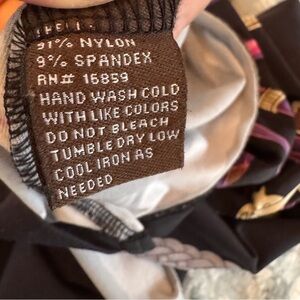 91% NYLON
9% SPANDEX
RN# 16859
HAND WASH COLD
WITH LIKE COLORS
DO NOT BLEACH
TUMBLE DRY LOW
COOL IRON AS
NEEDED